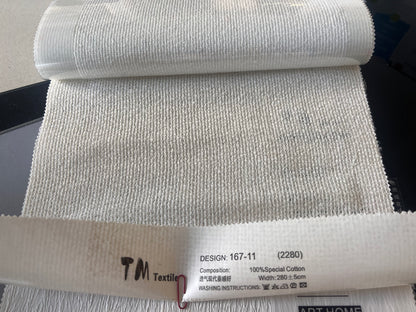 DESIGN: 167-11 (2280)
TM Textile
Composition: 100%Special Cotton
Width: 280±5cm
WASHING INSTRUCTIONS:
ART HOME